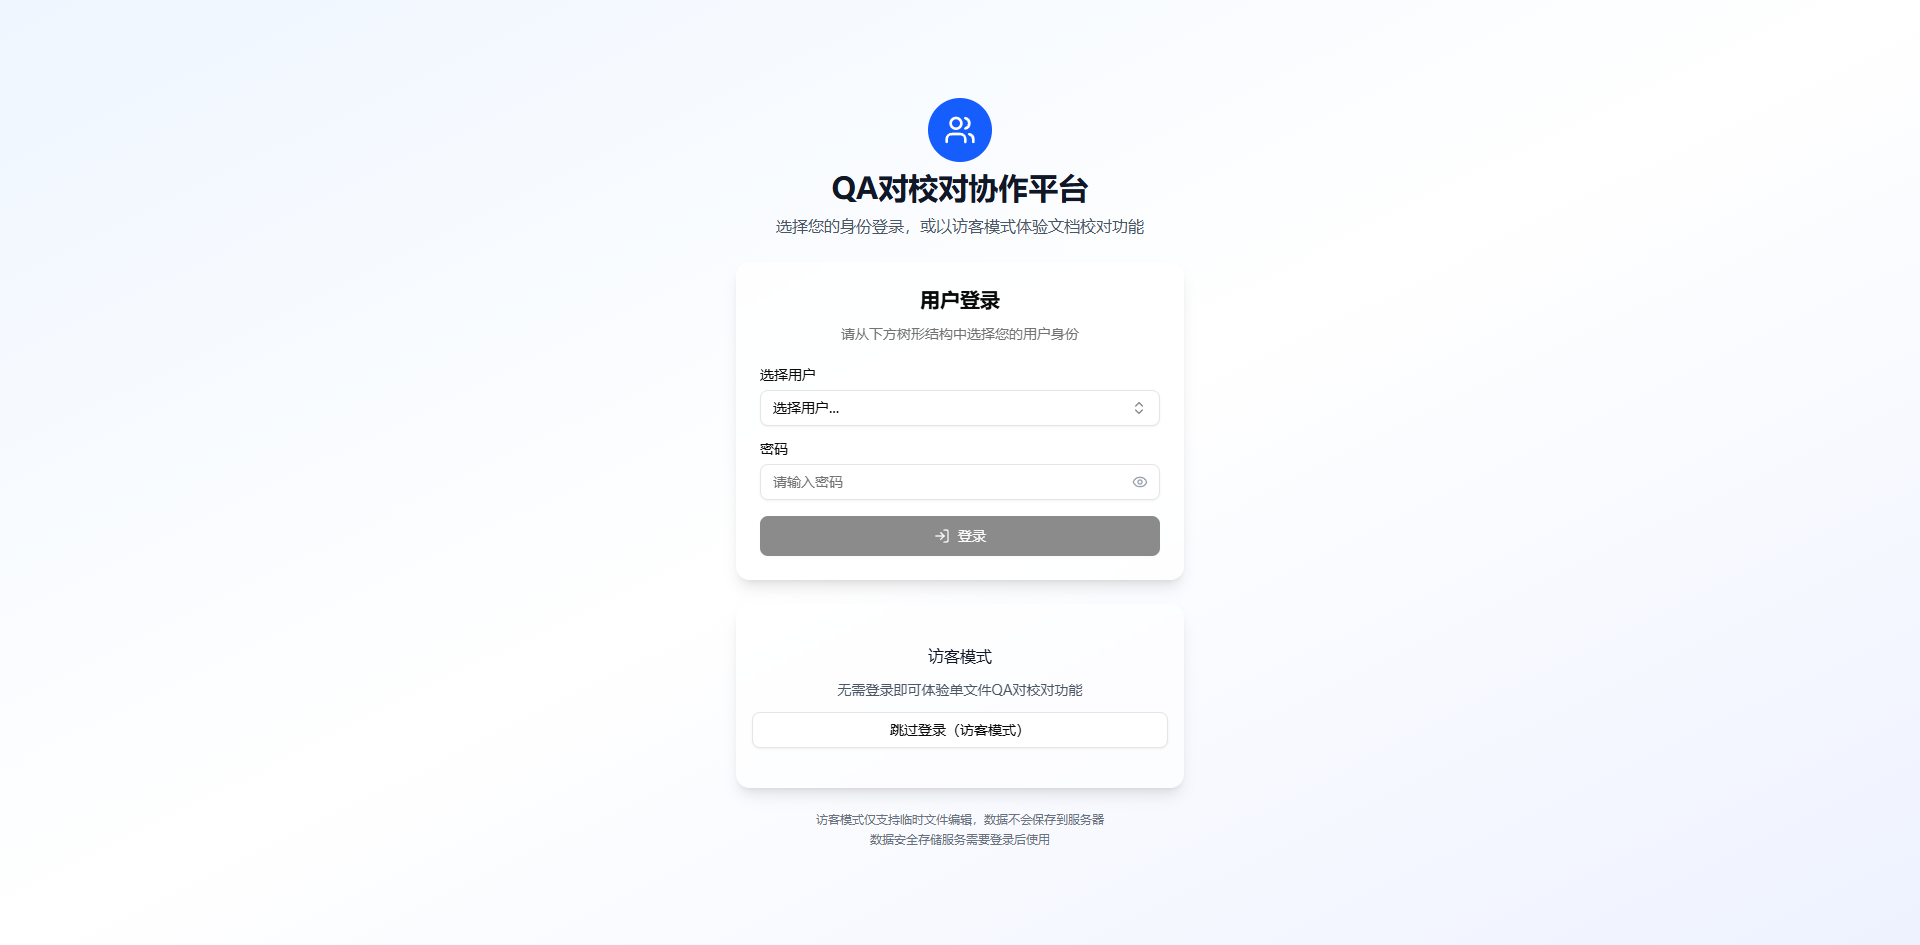 QA对校对协作平台
选择您的身份登录，或以访客模式体验文档校对功能
用户登录
请从下方树形结构中选择您的用户身份
选择用户
选择用户...
密码
请输入密码
登录
访客模式
无需登录即可体验单文件QA对校对功能
跳过登录（访客模式）
访客模式仅支持临时文件编辑，数据不会保存到服务器
数据安全存储服务需要登录后使用